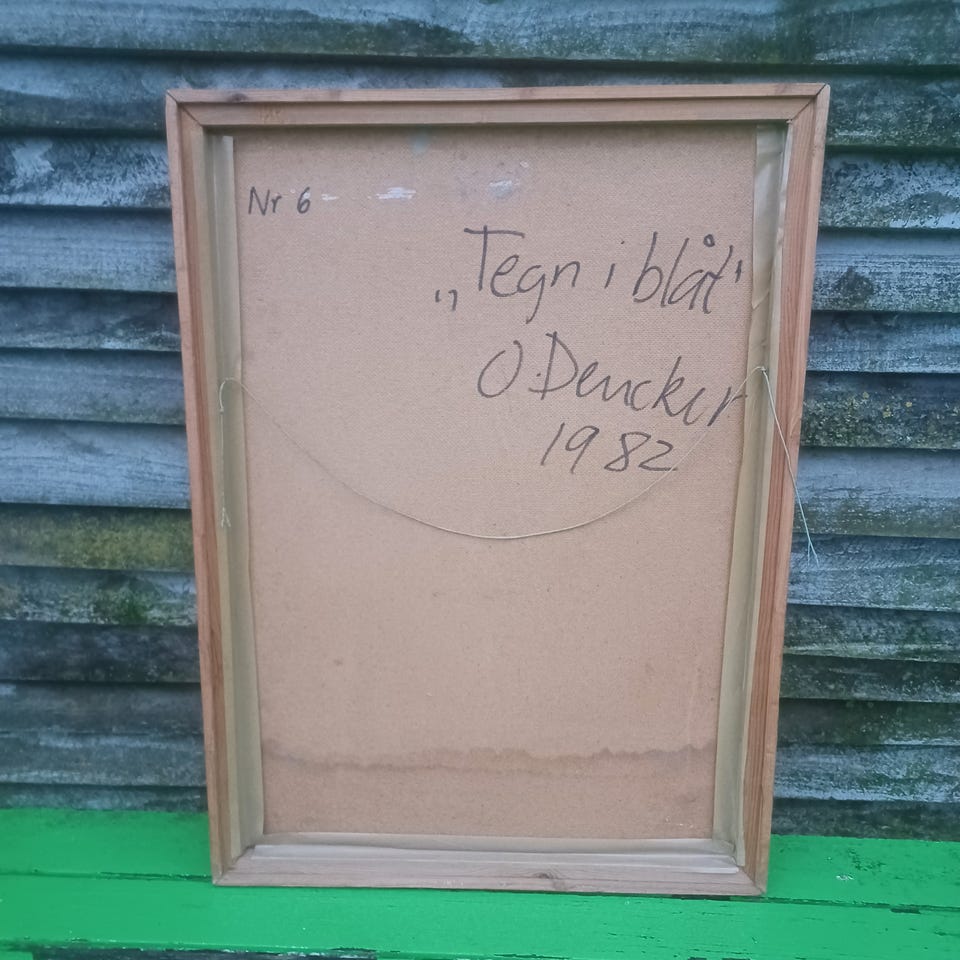 Nr 6
„Tegn i blåt"
O. Dencker
1982